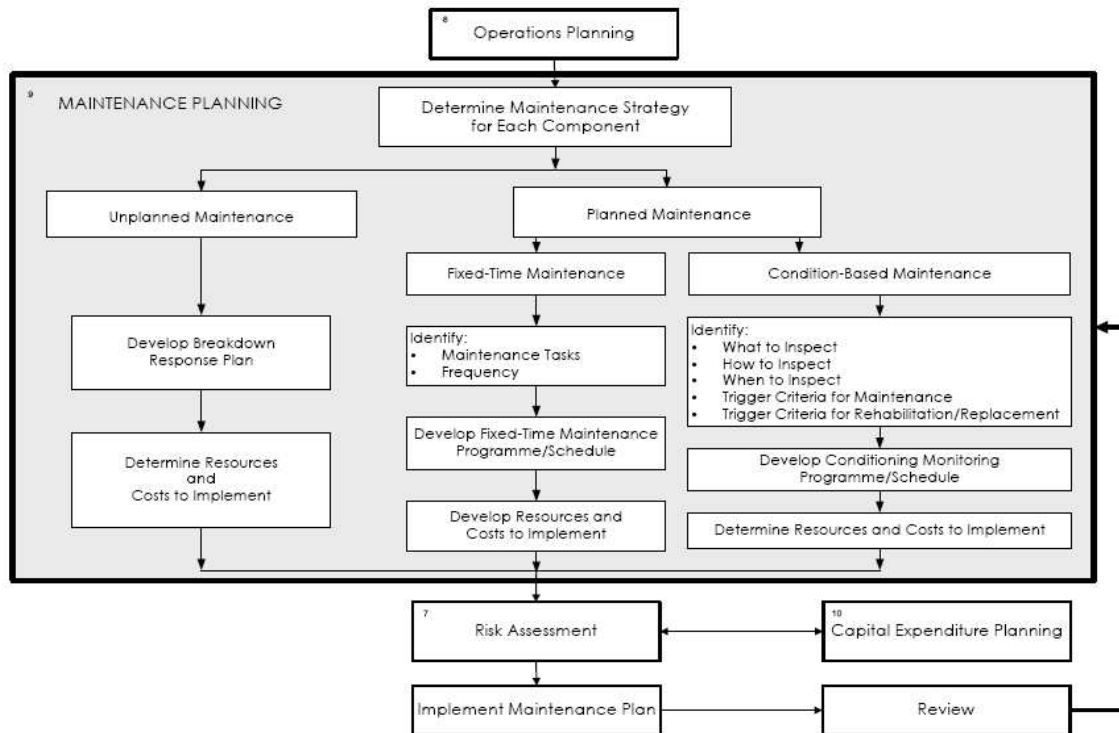 8
Operations Planning
9
MAINTENANCE PLANNING
Determine Maintenance Strategy
for Each Component
Unplanned Maintenance
Planned Maintenance
Fixed-Time Maintenance
Condition-Based Maintenance
Develop Breakdown
Response Plan
Identify:
• Maintenance Tasks
• Frequency
Identify:
• What to Inspect
• How to Inspect
• When to Inspect
• Trigger Criteria for Maintenance
• Trigger Criteria for Rehabilitation/Replacement
Determine Resources
and
Costs to Implement
Develop Fixed-Time Maintenance
Programme/Schedule
Develop Conditioning Monitoring
Programme/Schedule
Develop Resources and
Costs to Implement
Determine Resources and Costs to Implement
7
Risk Assessment
10
Capital Expenditure Planning
Implement Maintenance Plan
Review